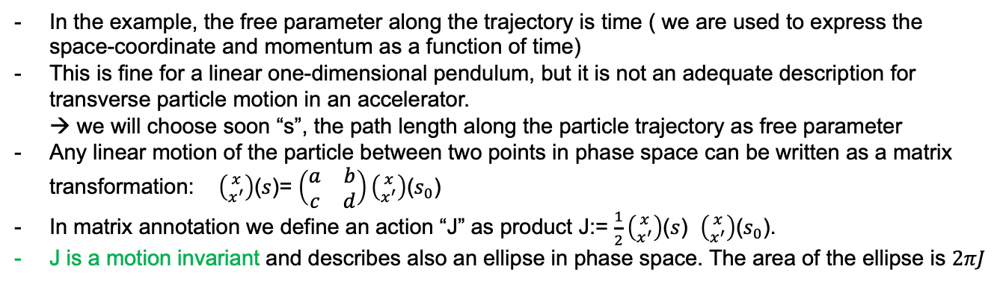 - In the example, the free parameter along the trajectory is time ( we are used to express the
space-coordinate and momentum as a function of time)
- This is fine for a linear one-dimensional pendulum, but it is not an adequate description for
transverse particle motion in an accelerator.
→ we will choose soon “s”, the path length along the particle trajectory as free parameter
- Any linear motion of the particle between two points in phase space can be written as a matrix
transformation: (x x′)(s)= (a b c d) (x x′)(s₀)
- In matrix annotation we define an action “J” as product J:= 1/2 (x x′)(s) (x x′)(s₀).
- J is a motion invariant and describes also an ellipse in phase space. The area of the ellipse is 2πJ